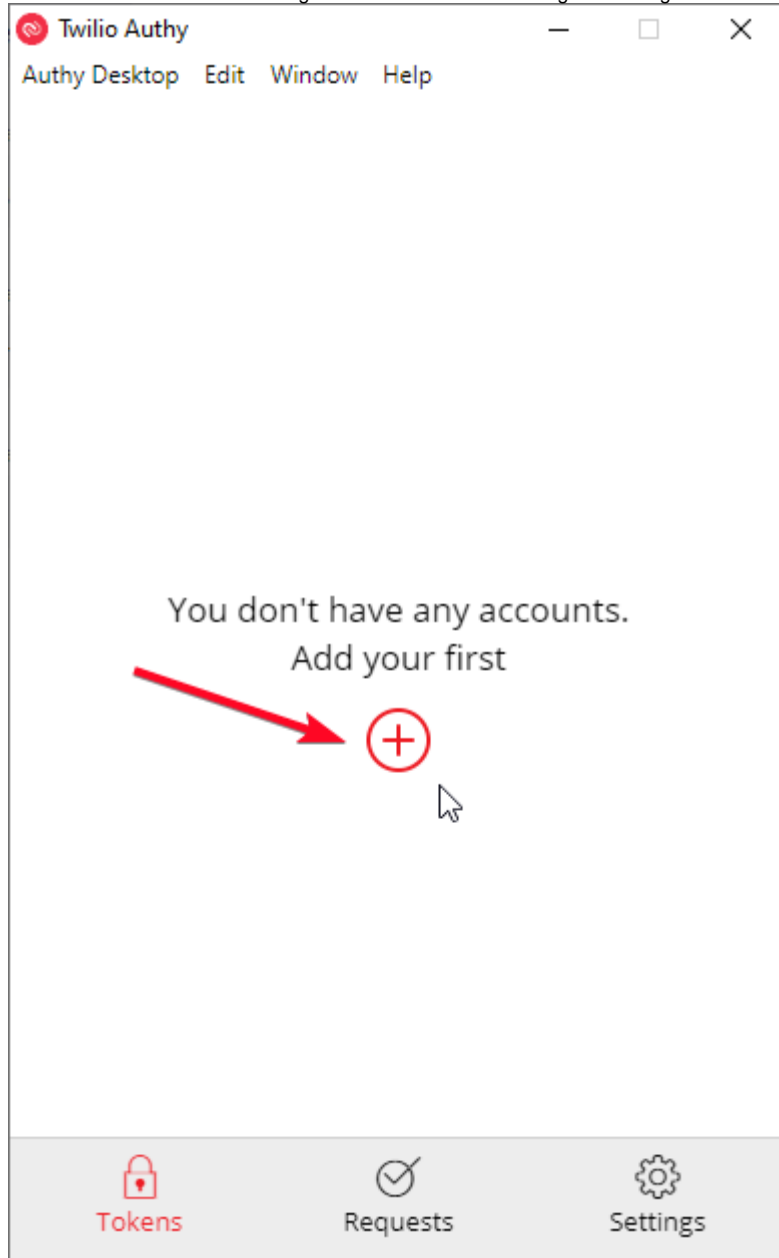 Twilio Authy
Authy Desktop Edit Window Help
You don't have any accounts.
Add your first
Tokens Requests Settings